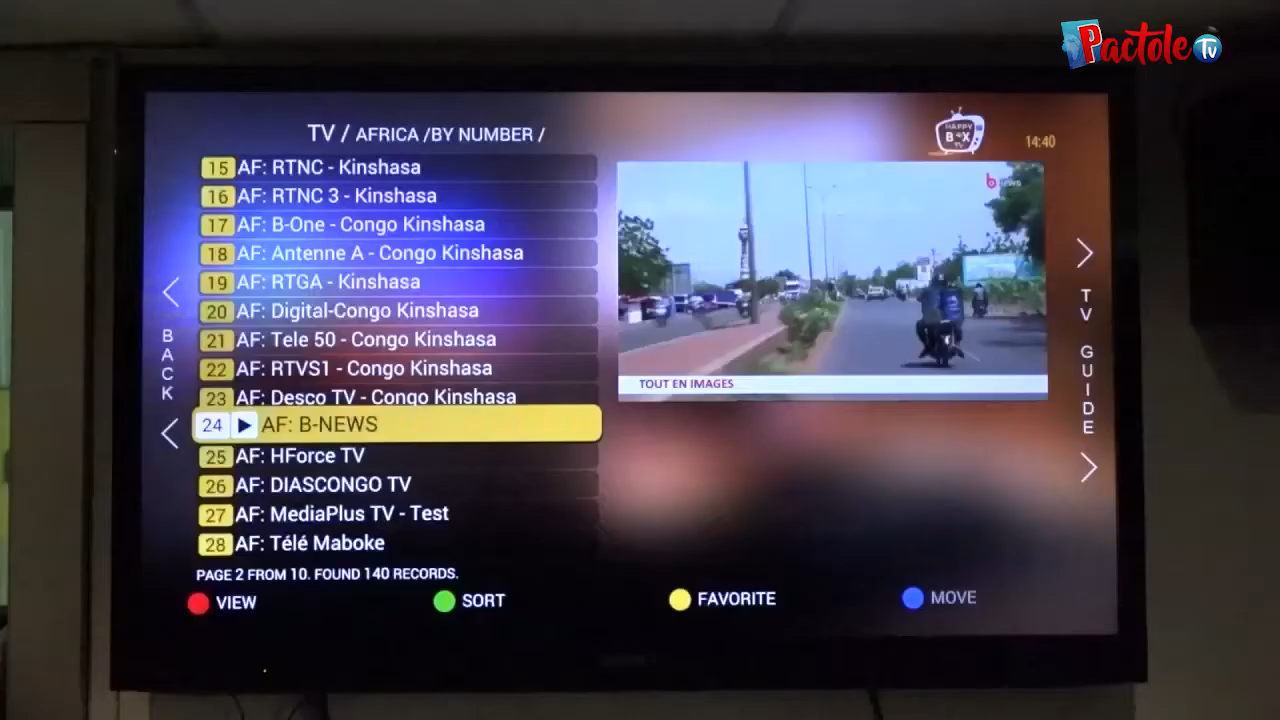 Pactole Tv
TV / AFRICA /BY NUMBER /
HAPPY
BOX
TV
14:40
15 AF: RTNC - Kinshasa
16 AF: RTNC 3 - Kinshasa
17 AF: B-One - Congo Kinshasa
18 AF: Antenne A - Congo Kinshasa
19 AF: RTGA - Kinshasa
20 AF: Digital-Congo Kinshasa
21 AF: Tele 50 - Congo Kinshasa
22 AF: RTVS1 - Congo Kinshasa
23 AF: Desco TV - Congo Kinshasa
24 AF: B-NEWS
25 AF: HForce TV
26 AF: DIASCONGO TV
27 AF: MediaPlus TV - Test
28 AF: Télé Maboke
PAGE 2 FROM 10. FOUND 140 RECORDS.
BACK
b news
TOUT EN IMAGES
TV GUIDE
VIEW
SORT
FAVORITE
MOVE